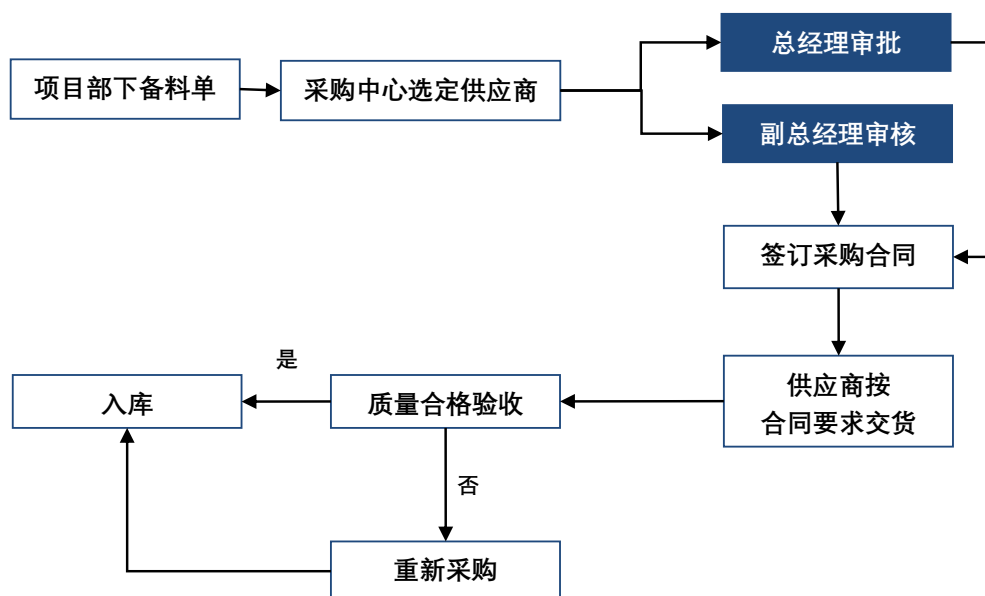 项目部下备料单
采购中心选定供应商
总经理审批
副总经理审核
签订采购合同
供应商按
合同要求交货
质量合格验收
是
入库
否
重新采购